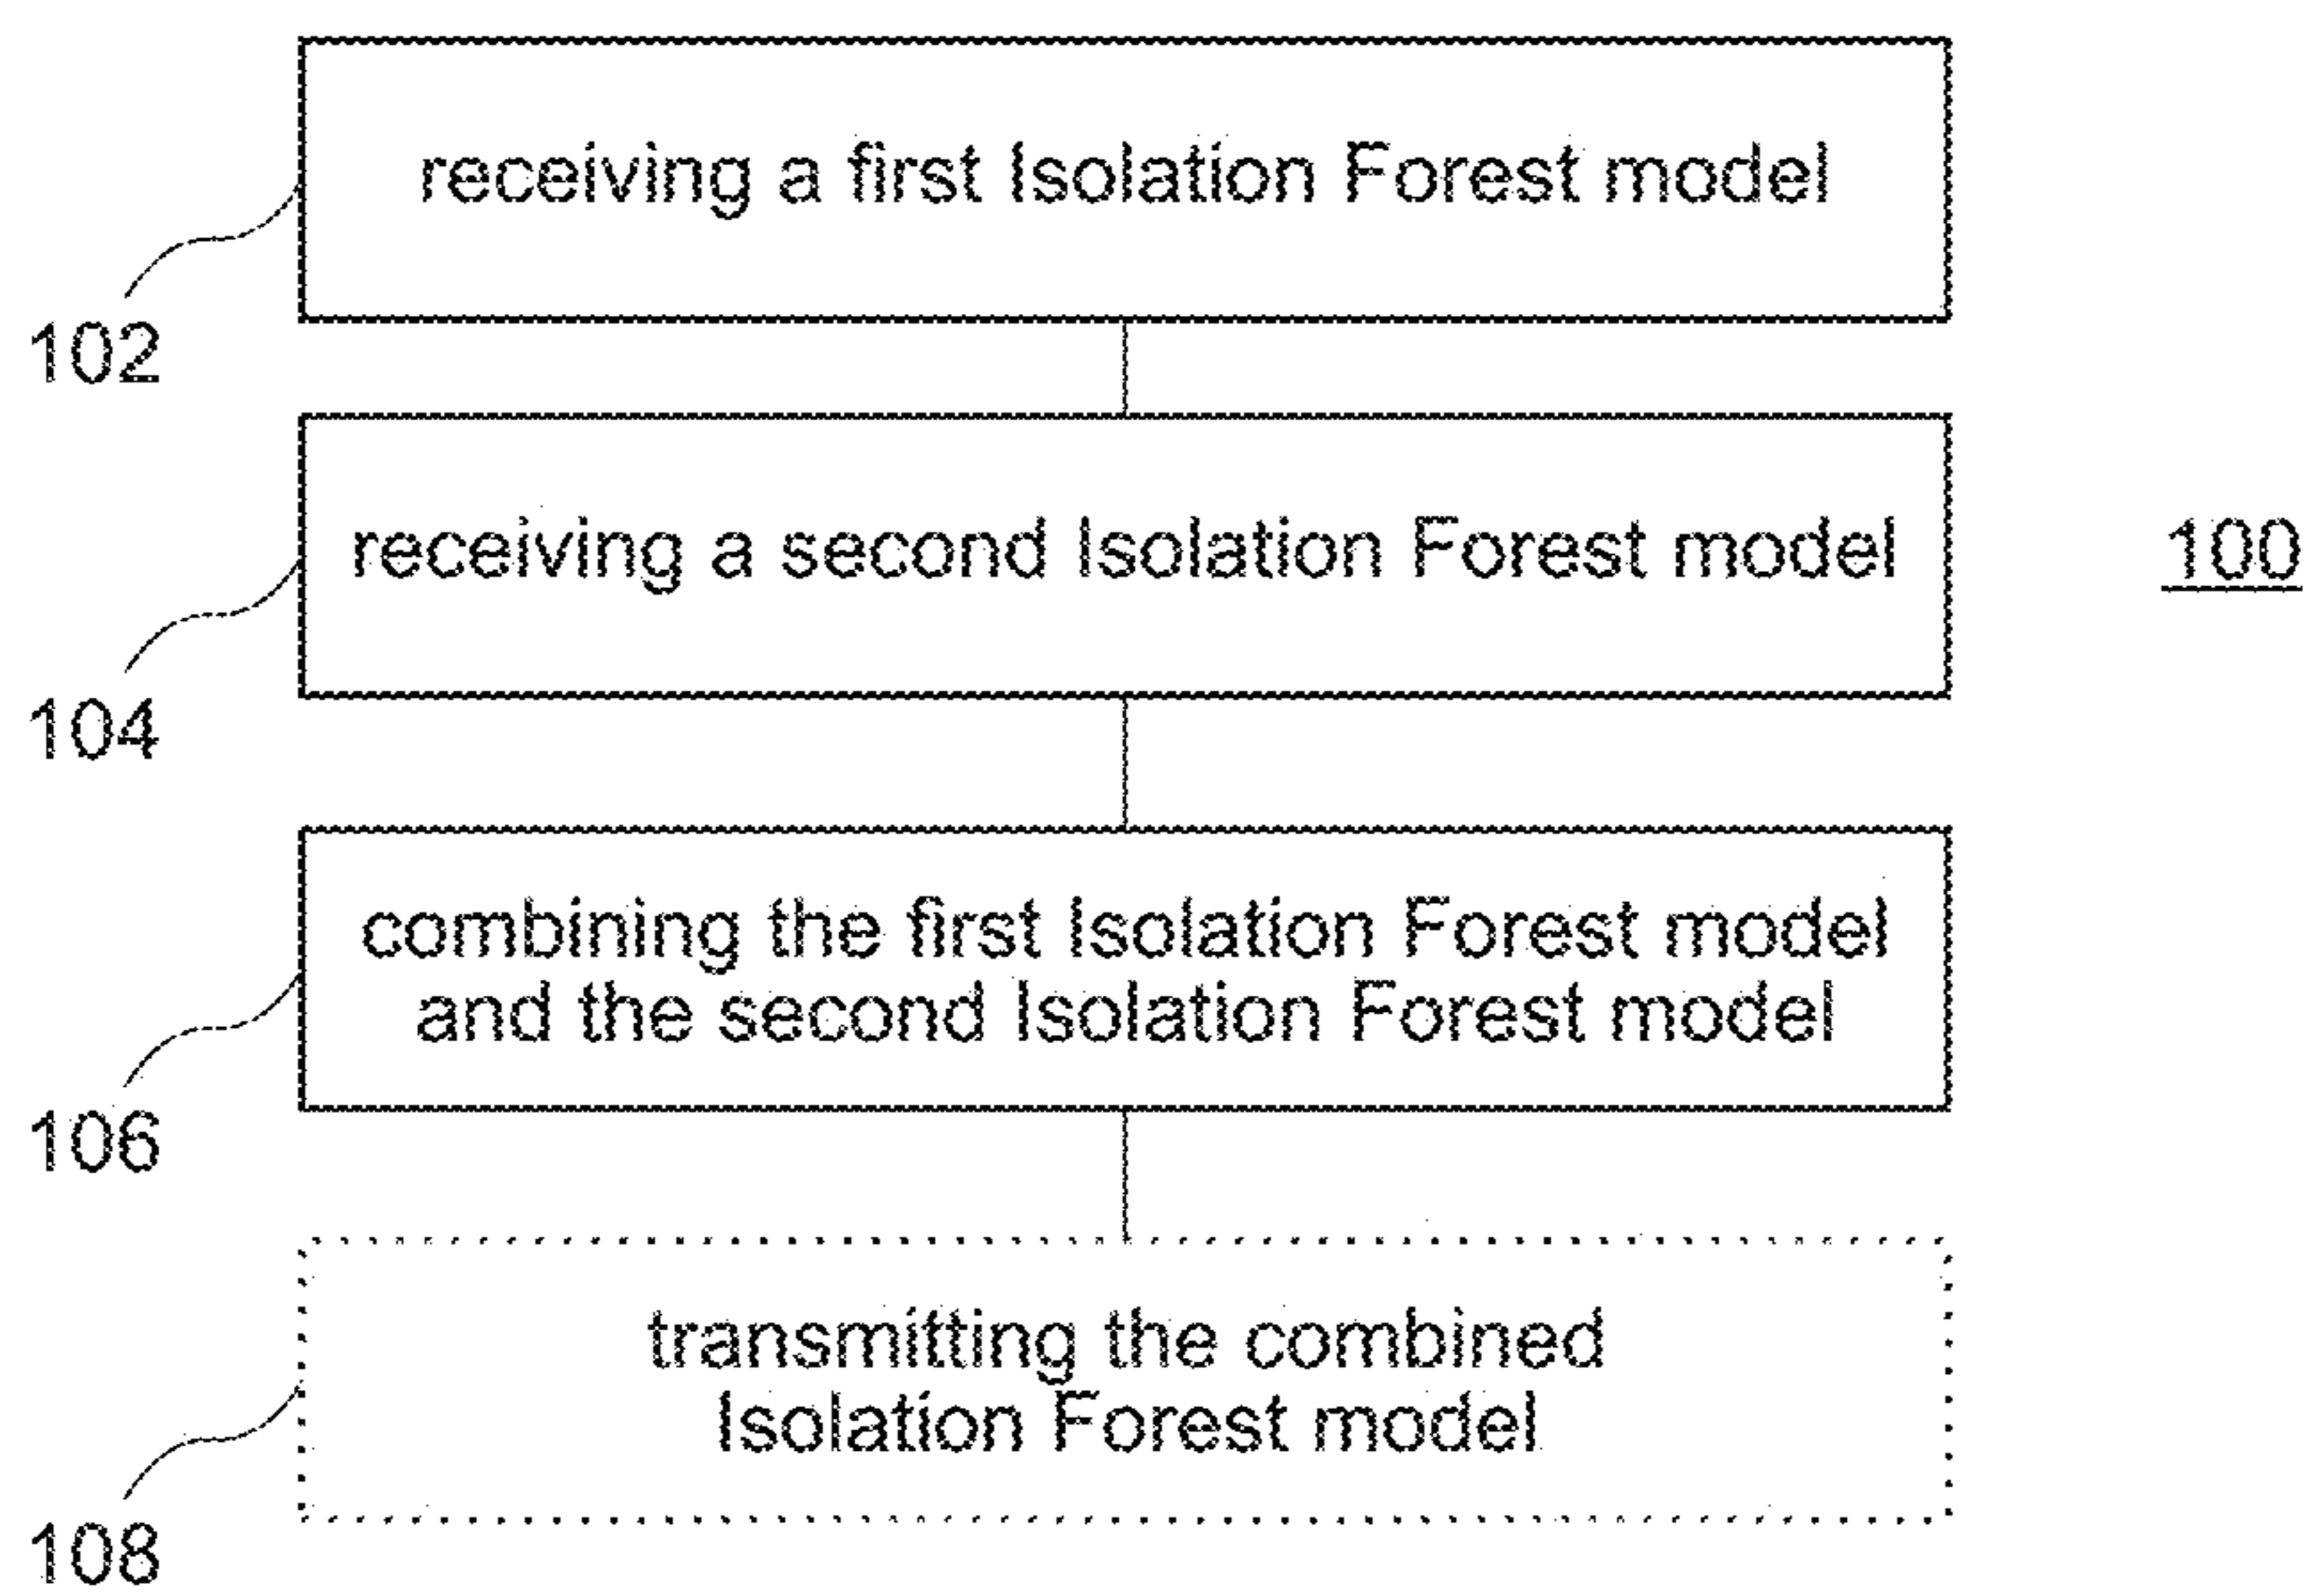 receiving a first Isolation Forest model
102
receiving a second Isolation Forest model
100
104
combining the first Isolation Forest model
and the second Isolation Forest model
106
transmitting the combined
Isolation Forest model
108